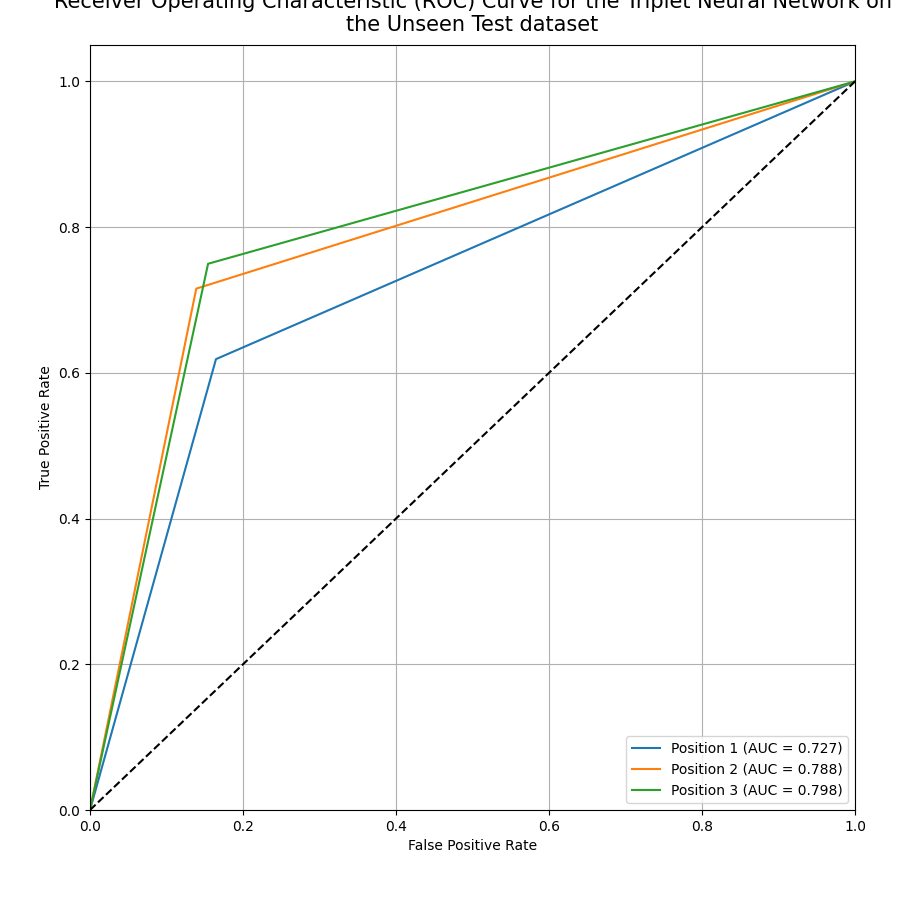 Receiver Operating Characteristic (ROC) Curve for the Triplet Neural Network on
the Unseen Test dataset
1.0
0.8
0.6
0.4
0.2
0.0
True Positive Rate
Position 1 (AUC = 0.727)
Position 2 (AUC = 0.788)
Position 3 (AUC = 0.798)
0.0 0.2 0.4 0.6 0.8 1.0
False Positive Rate